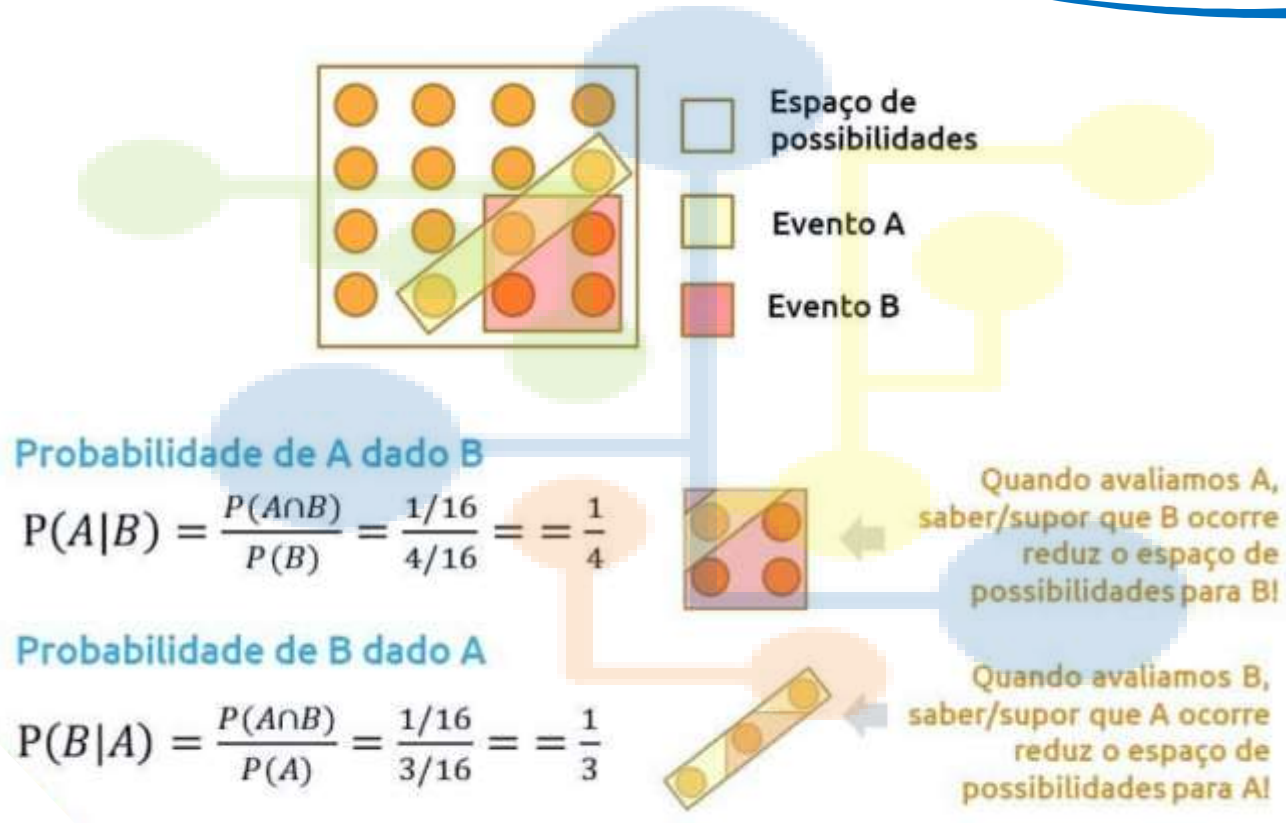 Espaço de
possibilidades
Evento A
Evento B
Probabilidade de A dado B
P(A|B) = P(A∩B)/P(B) = 1/16/4/16 = = 1/4
Quando avaliamos A,
saber/supor que B ocorre
reduz o espaço de
possibilidades para B!
Probabilidade de B dado A
P(B|A) = P(A∩B)/P(A) = 1/16/3/16 = = 1/3
Quando avaliamos B,
saber/supor que A ocorre
reduz o espaço de
possibilidades para A!